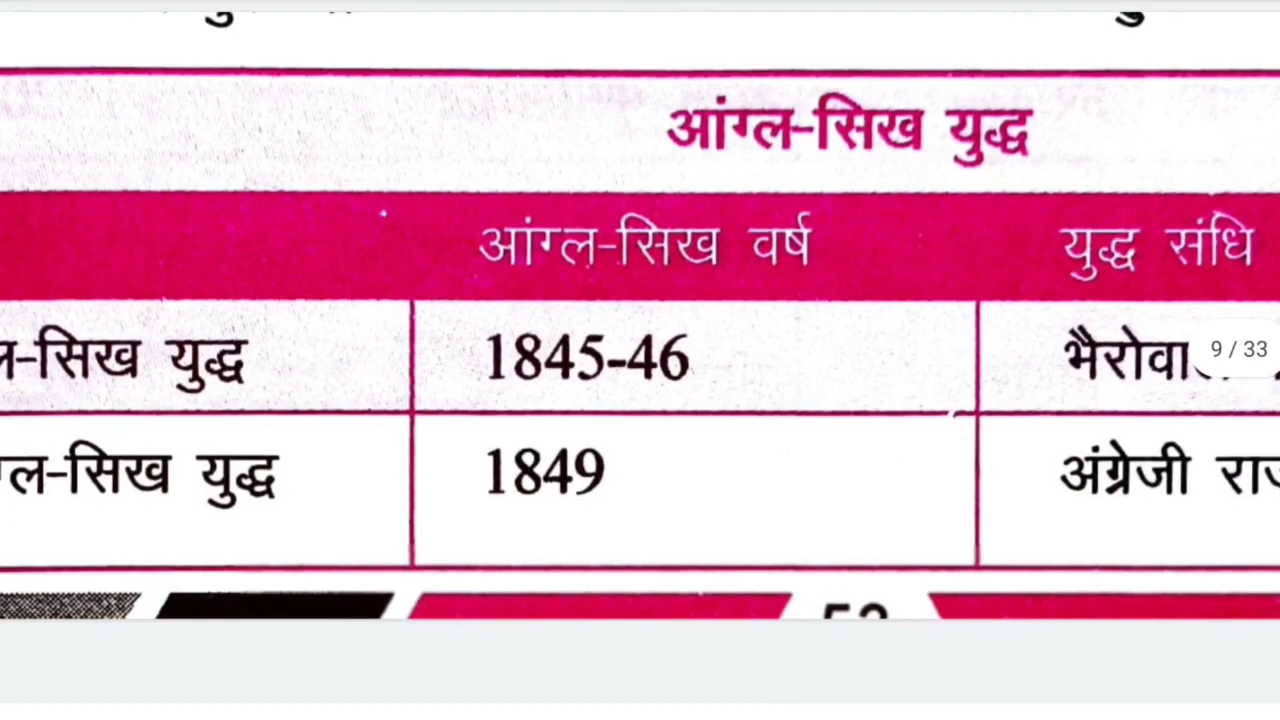 आंग्ल-सिख युद्ध
आंग्ल-सिख वर्ष युद्ध संधि
-सिख युद्ध 1845-46 9 / 33
ल-सिख युद्ध 1849 अंग्रेजी